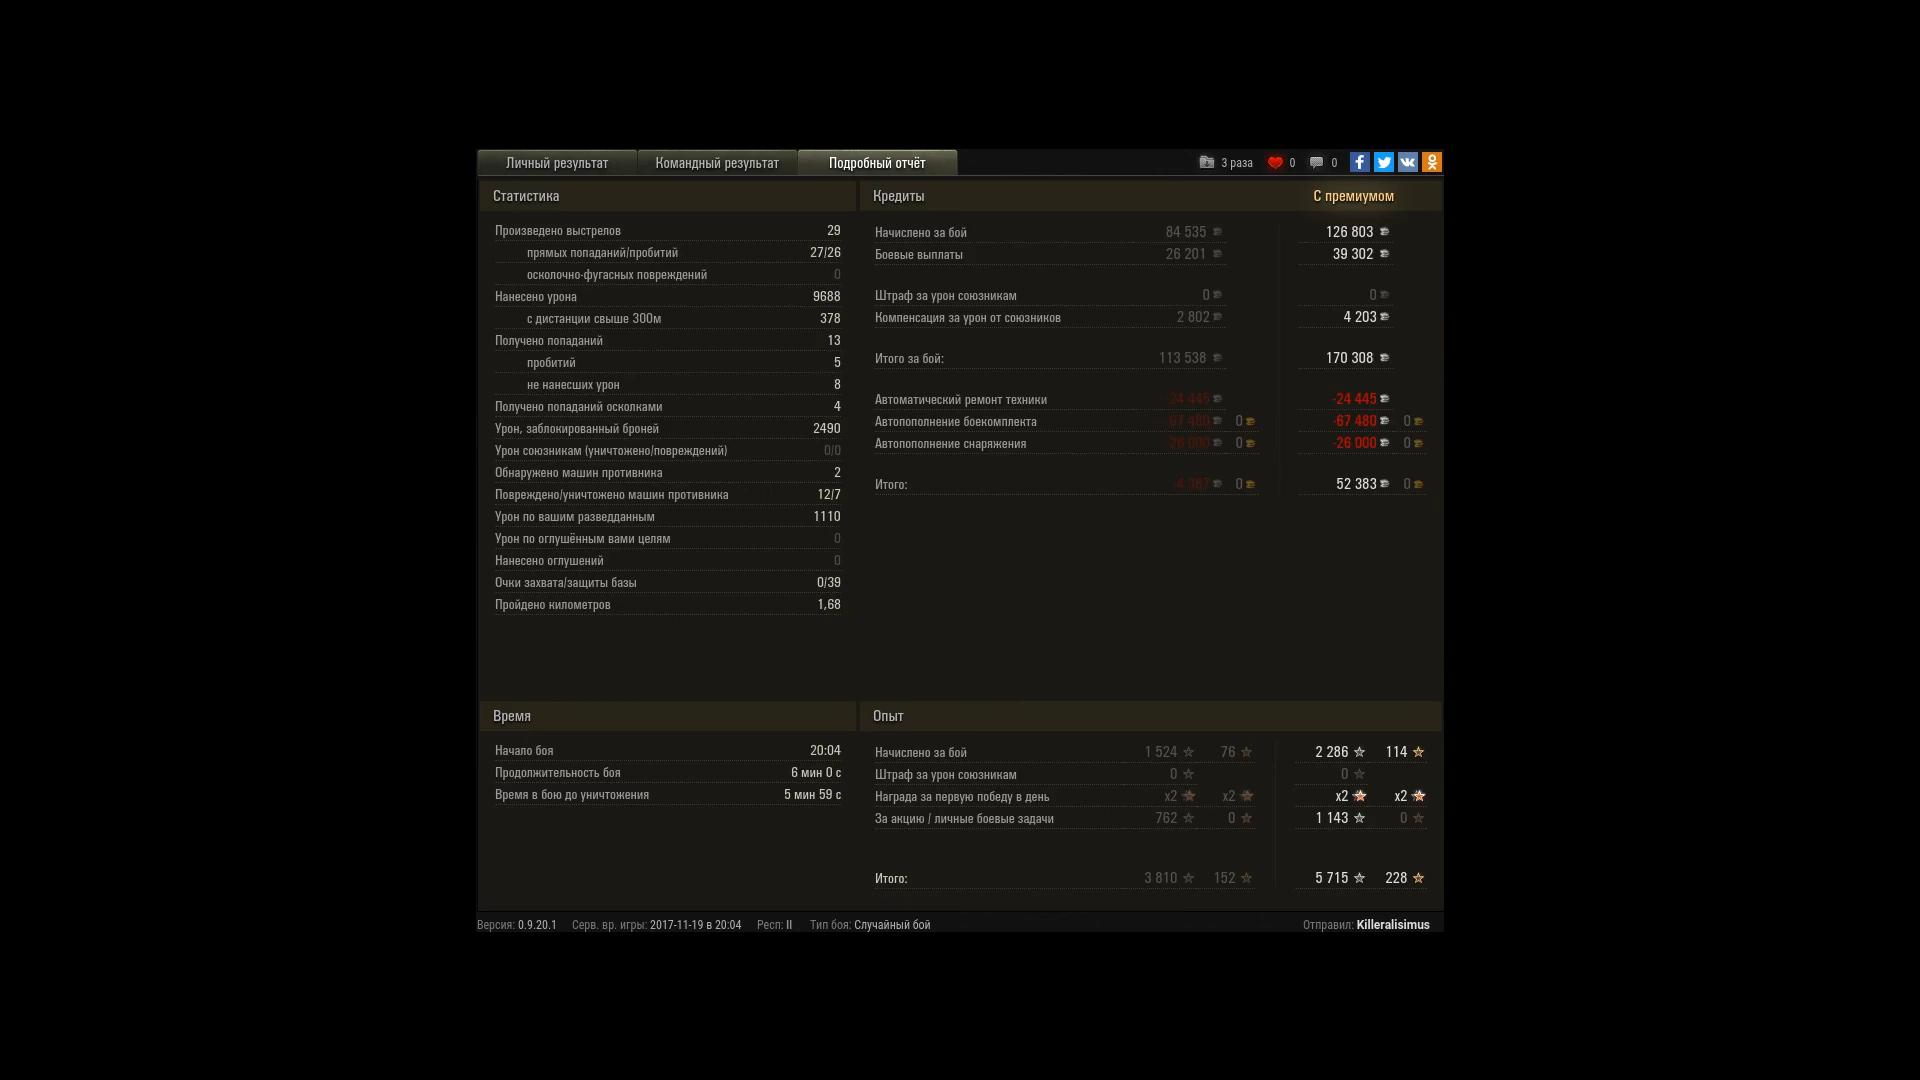 Личный результат Командный результат Подробный отчёт 3 раза 0 0
Статистика
Произведено выстрелов 29
прямых попаданий/пробитий 27/26
осколочно-фугасных повреждений 0
Нанесено урона 9688
с дистанции свыше 300м 378
Получено попаданий 13
пробитий 5
не нанесших урон 8
Получено попаданий осколками 4
Урон, заблокированный броней 2490
Урон союзникам (уничтожено/повреждений) 0/0
Обнаружено машин противника 2
Повреждено/уничтожено машин противника 12/7
Урон по вашим разведданным 1110
Урон по оглушённым вами целям 0
Нанесено оглушений 0
Очки захвата/защиты базы 0/39
Пройдено километров 1,68
Кредиты С премиумом
Начислено за бой 84 535 126 803
Боевые выплаты 26 201 39 302
Штраф за урон союзникам 0 0
Компенсация за урон от союзников 2 802 4 203
Итого за бой: 113 538 170 308
Автоматический ремонт техники -24 445 -24 445
Автопополнение боекомплекта -67 480 0 -67 480 0
Автопополнение снаряжения -26 000 0 -26 000 0
Итого: -4 387 0 52 383 0
Время
Начало боя 20:04
Продолжительность боя 6 мин 0 с
Время в бою до уничтожения 5 мин 59 с
Опыт
Начислено за бой 1 524 76 2 286 114
Штраф за урон союзникам 0 0
Награда за первую победу в день x2 x2 x2 x2
За акцию / личные боевые задачи 762 0 1 143 0
Итого: 3 810 152 5 715 228
Версия: 0.9.20.1 Серв. вр. игры: 2017-11-19 в 20:04 Респ: II Тип боя: Случайный бой Отправил: Killeralisimus